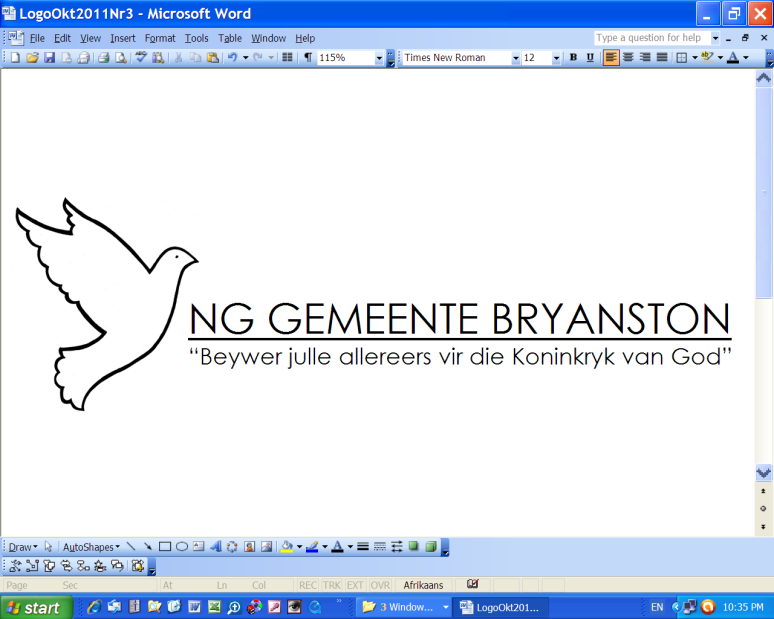 LogoOkt2011Nr3 - Microsoft Word
File Edit View Insert Format Tools Table Window Help
Type a question for help
115%
Times New Roman
12
B U A
NG GEMEENTE BRYANSTON
“Beywer julle allereers vir die Koninkryk van God”
Draw AutoShapes
Page Sec At Ln Col REC TRK EXT OVR Afrikaans
start 3 Window... LogoOkt201... EN 10:35 PM